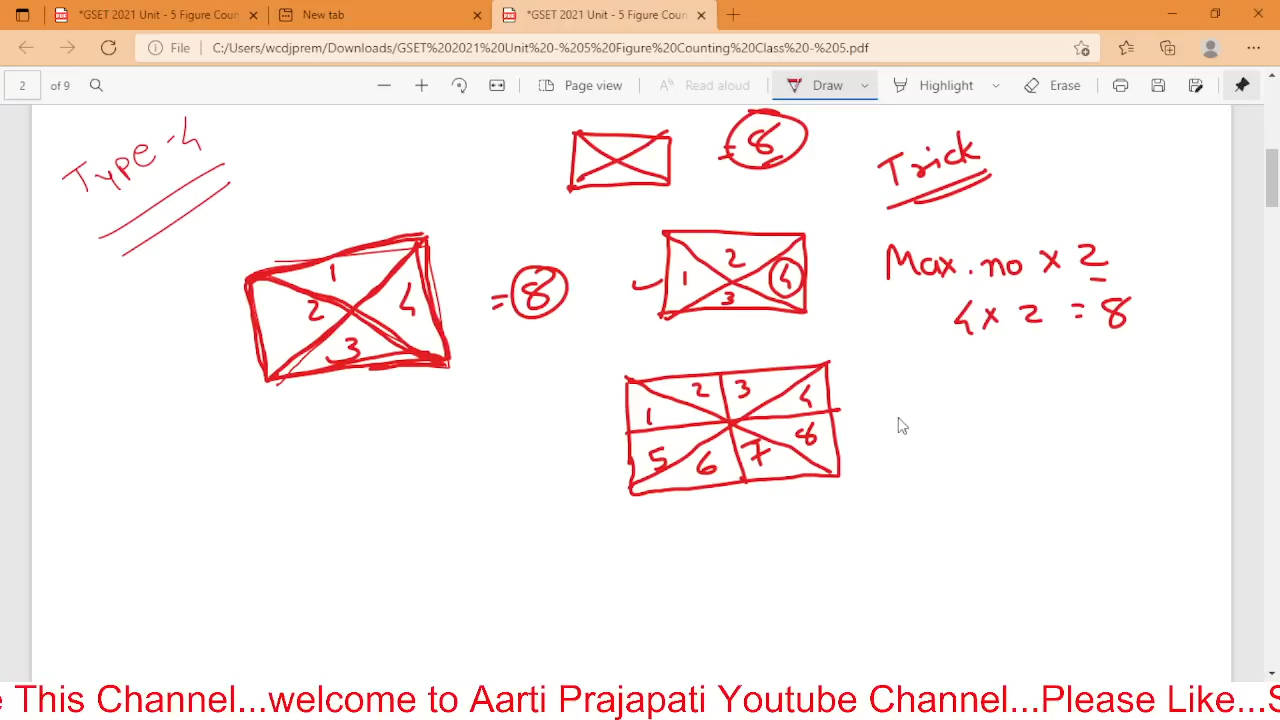 *GSET 2021 Unit - 5 Figure Coun
New tab
*GSET 2021 Unit - 5 Figure Coun
File
C:/Users/wcdjprem/Downloads/GSET%202021%20Unit%20-%205%20Figure%20Counting%20Class%20-%205.pdf
2 of 9
Page view
Read aloud
Draw
Highlight
Erase
Type-4
= 8
Trick
1
2
3
4
= 8
1
2
3
4
Max. no × 2
4 × 2 = 8
1
2
3
4
5
6
7
8
e This Channel...welcome to Aarti Prajapati Youtube Channel...Please Like...S